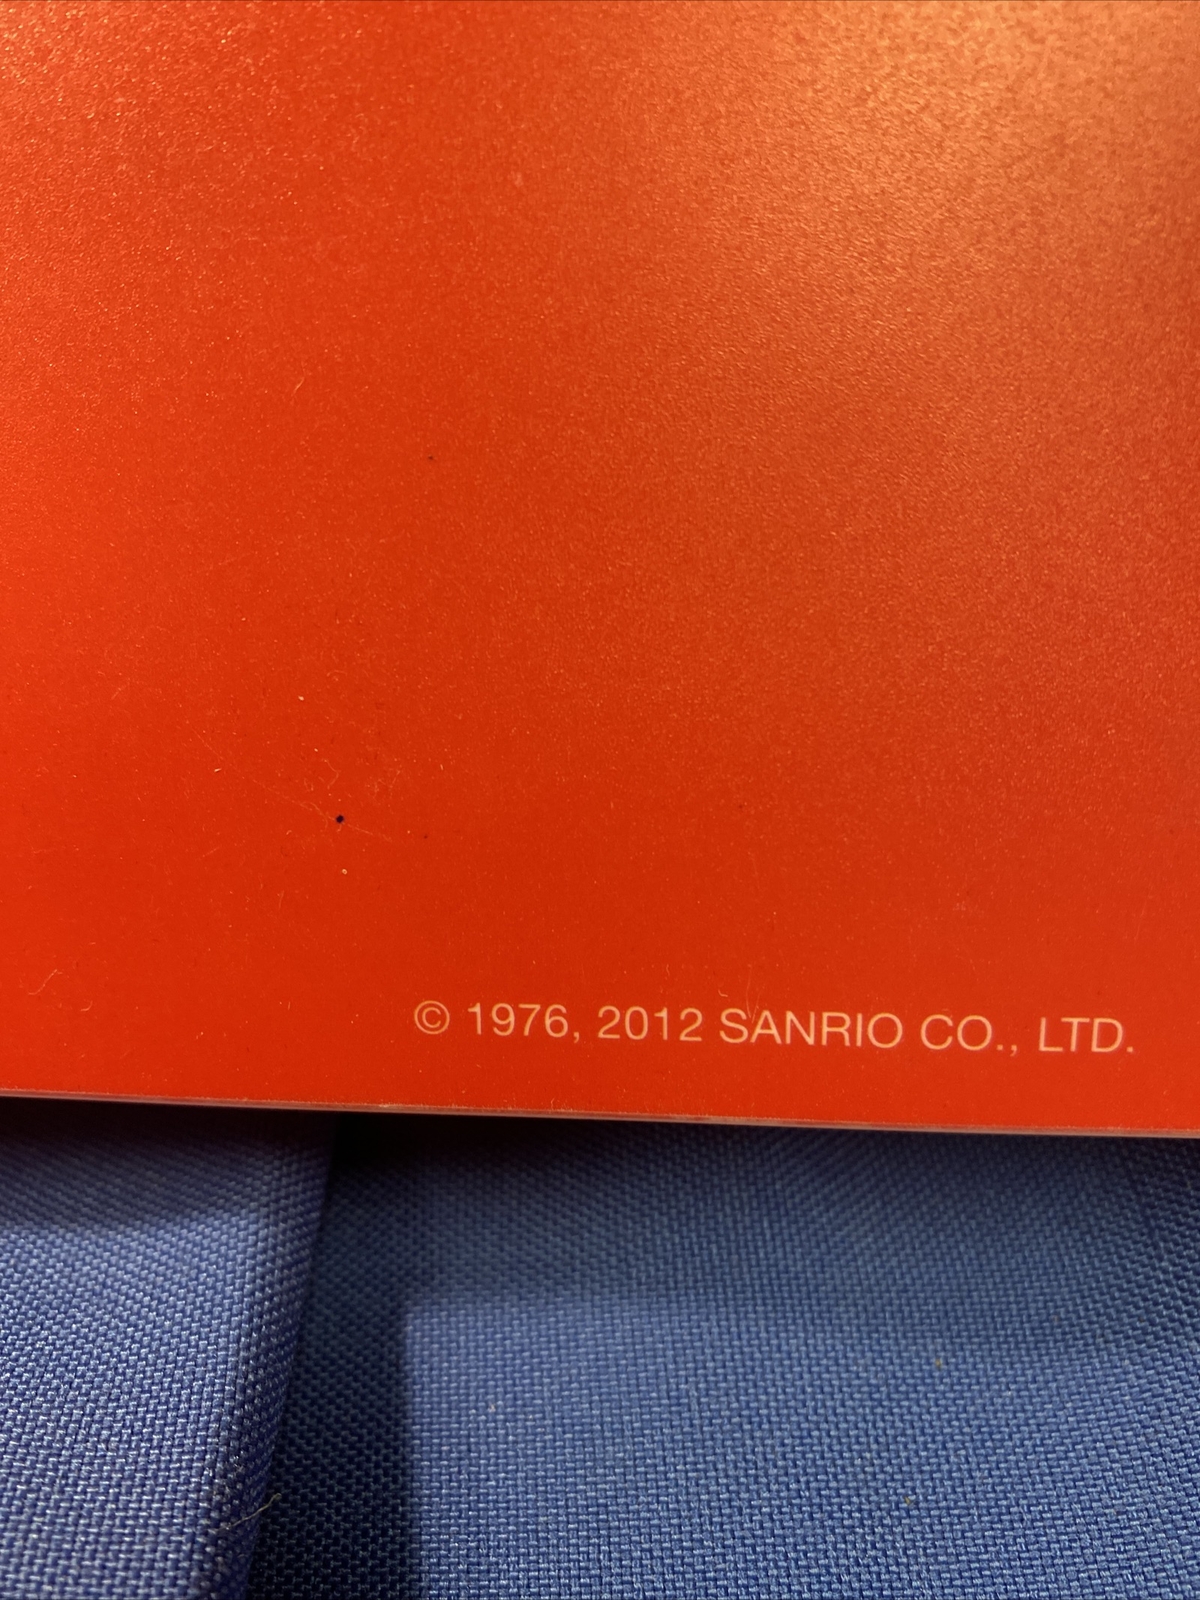 © 1976, 2012 SANRIO CO., LTD.